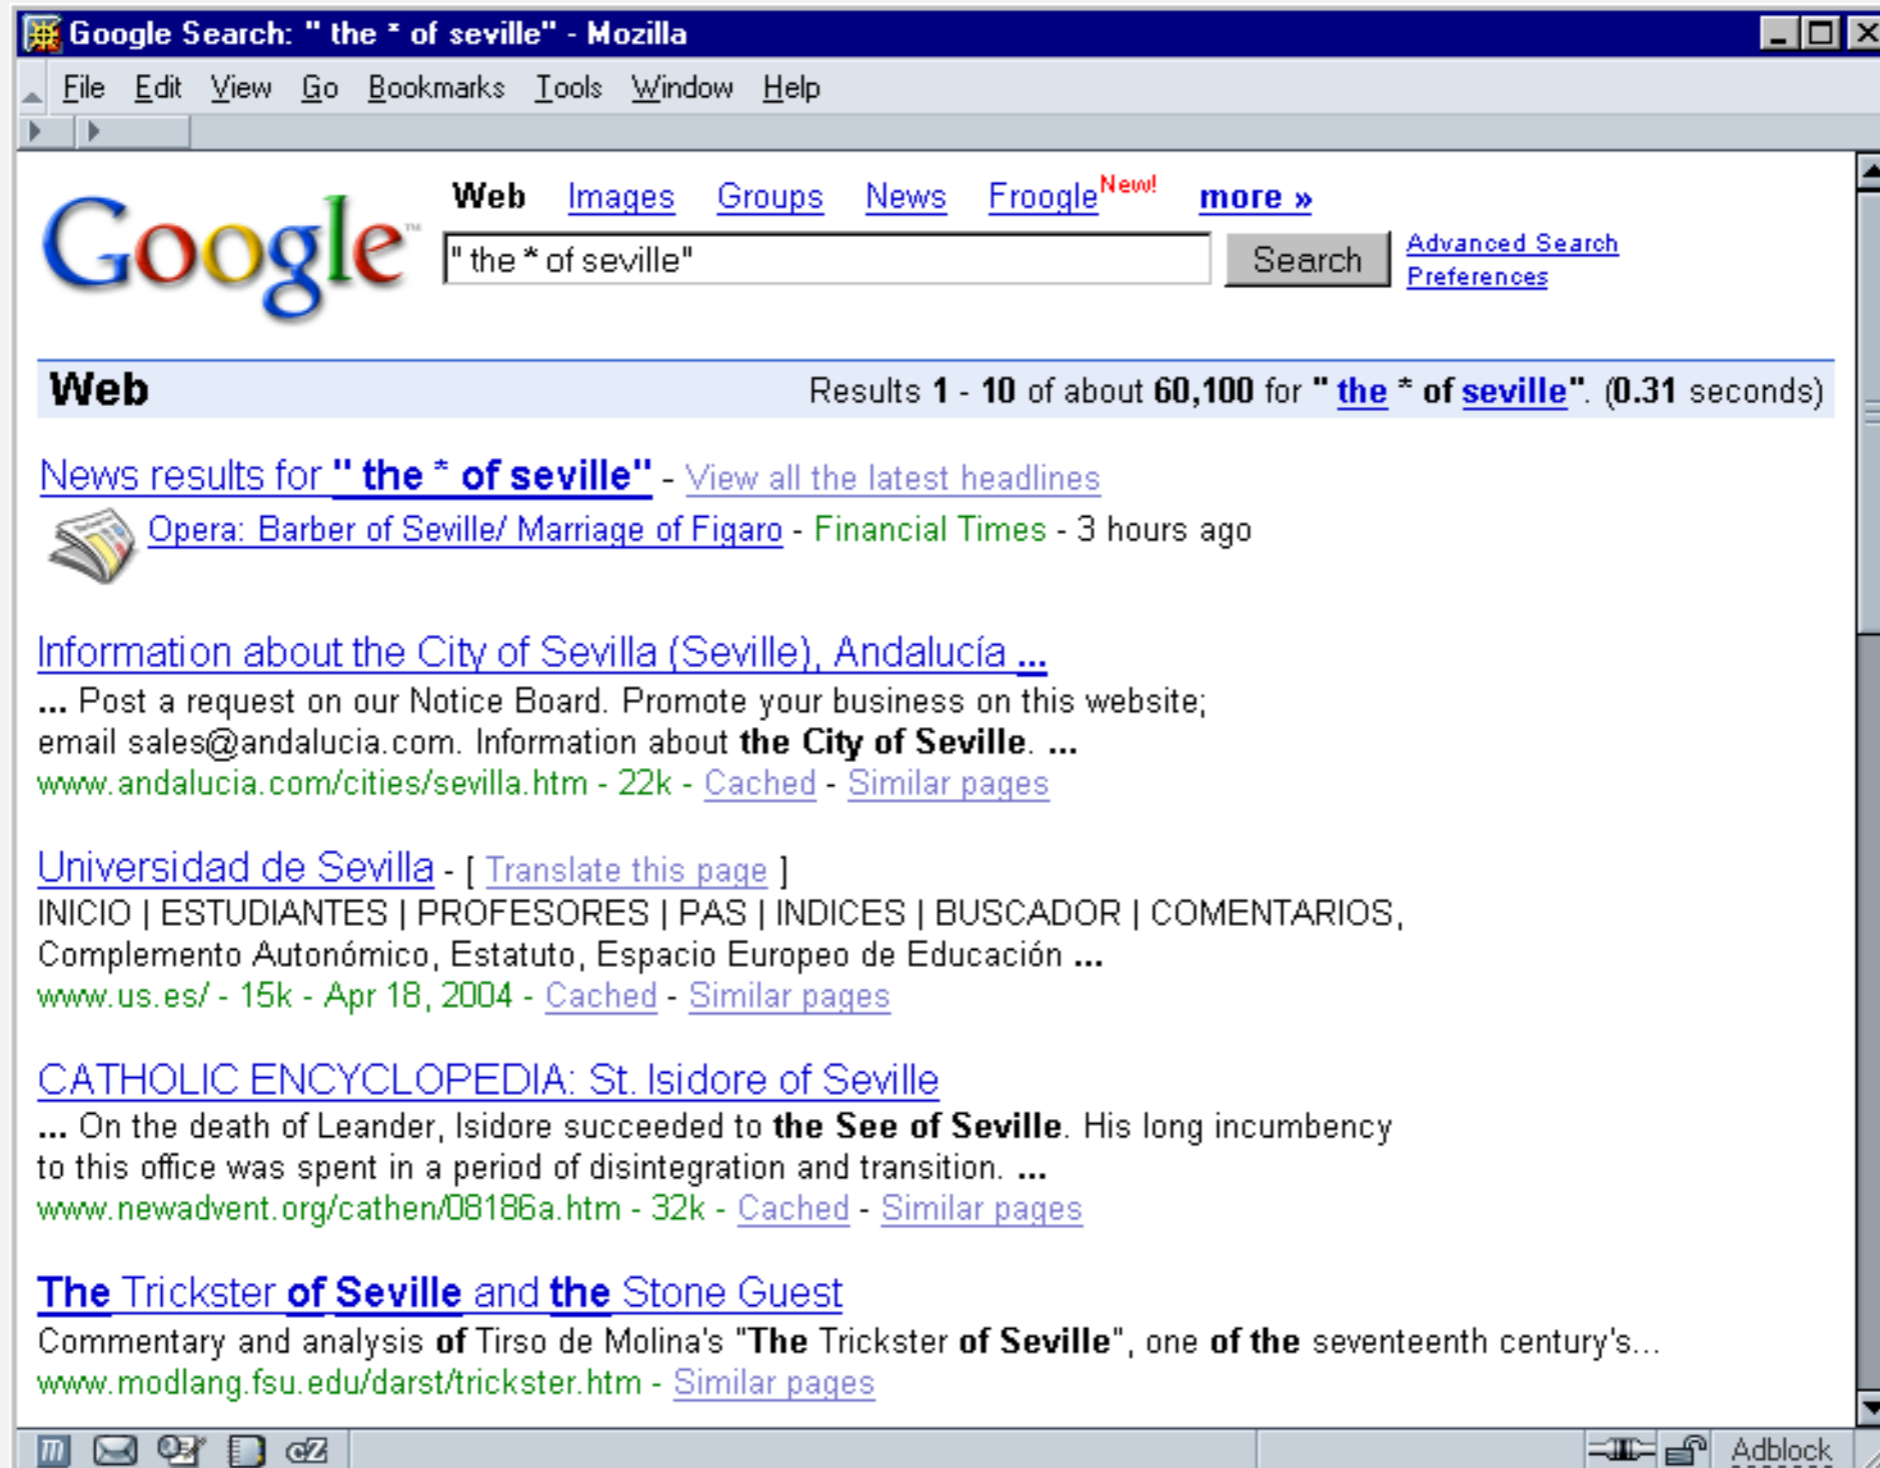 Google Search: " the * of seville" - Mozilla
File Edit View Go Bookmarks Tools Window Help
Web Images Groups News Froogle New! more »
Google™
" the * of seville" Search Advanced Search
Preferences
Web Results 1 - 10 of about 60,100 for " the * of seville". (0.31 seconds)
News results for " the * of seville" - View all the latest headlines
Opera: Barber of Seville/ Marriage of Figaro - Financial Times - 3 hours ago
Information about the City of Sevilla (Seville), Andalucía ...
... Post a request on our Notice Board. Promote your business on this website;
email sales@andalucia.com. Information about the City of Seville. ...
www.andalucia.com/cities/sevilla.htm - 22k - Cached - Similar pages
Universidad de Sevilla - [ Translate this page ]
INICIO | ESTUDIANTES | PROFESORES | PAS | INDICES | BUSCADOR | COMENTARIOS,
Complemento Autonómico, Estatuto, Espacio Europeo de Educación ...
www.us.es/ - 15k - Apr 18, 2004 - Cached - Similar pages
CATHOLIC ENCYCLOPEDIA: St. Isidore of Seville
... On the death of Leander, Isidore succeeded to the See of Seville. His long incumbency
to this office was spent in a period of disintegration and transition. ...
www.newadvent.org/cathen/08186a.htm - 32k - Cached - Similar pages
The Trickster of Seville and the Stone Guest
Commentary and analysis of Tirso de Molina's "The Trickster of Seville", one of the seventeenth century's...
www.modlang.fsu.edu/darst/trickster.htm - Similar pages
m cZ Adblock